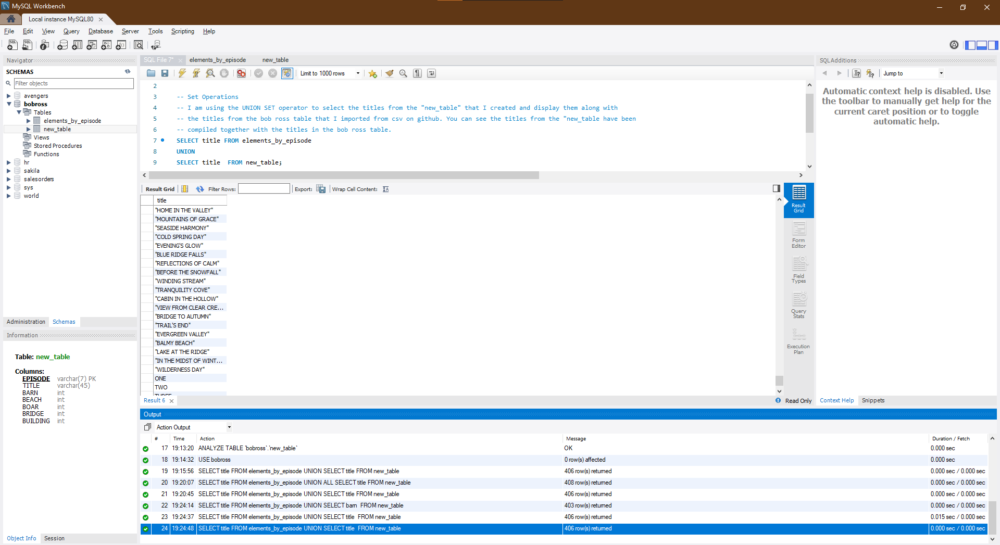 MySQL Workbench
Local instance MySQL80
File Edit View Query Database Server Tools Scripting Help
Navigator
SCHEMAS
Filter objects
avengers
bobross
Tables
elements_by_episode
new_table
Views
Stored Procedures
Functions
hr
sakila
salesorders
sys
world
Administration Schemas
Information
Table: new_table
Columns:
EPISODE varchar(7) PK
TITLE varchar(45)
BARN int
BEACH int
BOAR int
BRIDGE int
BUILDING int
Object Info Session
SQL File 7* elements_by_episode new_table
Limit to 1000 rows
2
3 -- Set Operations
4 -- I am using the UNION SET operator to select the titles from the "new_table" that I created and display them along with
5 -- the titles from the bob ross table that I imported from csv on github. You can see the titles from the "new_table have been
6 -- compiled together with the titles in the bob ross table.
7 SELECT title FROM elements_by_episode
8 UNION
9 SELECT title  FROM new_table;
Result Grid Filter Rows: Export: Wrap Cell Content:
title
"HOME IN THE VALLEY"
"MOUNTAINS OF GRACE"
"SEASIDE HARMONY"
"COLD SPRING DAY"
"EVENING'S GLOW"
"BLUE RIDGE FALLS"
"REFLECTIONS OF CALM"
"BEFORE THE SNOWFALL"
"WINDING STREAM"
"TRANQUILITY COVE"
"CABIN IN THE HOLLOW"
"VIEW FROM CLEAR CRE...
"BRIDGE TO AUTUMN"
"TRAIL'S END"
"EVERGREEN VALLEY"
"BALMY BEACH"
"LAKE AT THE RIDGE"
"IN THE MIDST OF WINT...
"WILDERNESS DAY"
ONE
TWO
THREE
Result Grid
Form Editor
Field Types
Query Stats
Execution Plan
Result 6 Read Only
SQLAdditions
Jump to
Automatic context help is disabled. Use
the toolbar to manually get help for the
current caret position or to toggle
automatic help.
Context Help Snippets
Output
Action Output
# Time Action Message Duration / Fetch
17 19:13:20 ANALYZE TABLE `bobross`.`new_table` OK 0.000 sec
18 19:14:32 USE bobross 0 row(s) affected 0.000 sec
19 19:15:56 SELECT title FROM elements_by_episode UNION SELECT title FROM new_table 406 row(s) returned 0.000 sec / 0.000 sec
20 19:20:07 SELECT title FROM elements_by_episode UNION ALL SELECT title FROM new_table 408 row(s) returned 0.000 sec / 0.000 sec
21 19:20:45 SELECT title FROM elements_by_episode UNION SELECT title FROM new_table 406 row(s) returned 0.000 sec / 0.000 sec
22 19:24:14 SELECT title FROM elements_by_episode UNION SELECT barn  FROM new_table 403 row(s) returned 0.000 sec / 0.000 sec
23 19:24:37 SELECT title FROM elements_by_episode UNION SELECT title  FROM new_table 406 row(s) returned 0.015 sec / 0.000 sec
24 19:24:48 SELECT title FROM elements_by_episode UNION SELECT title  FROM new_table 406 row(s) returned 0.000 sec / 0.000 sec